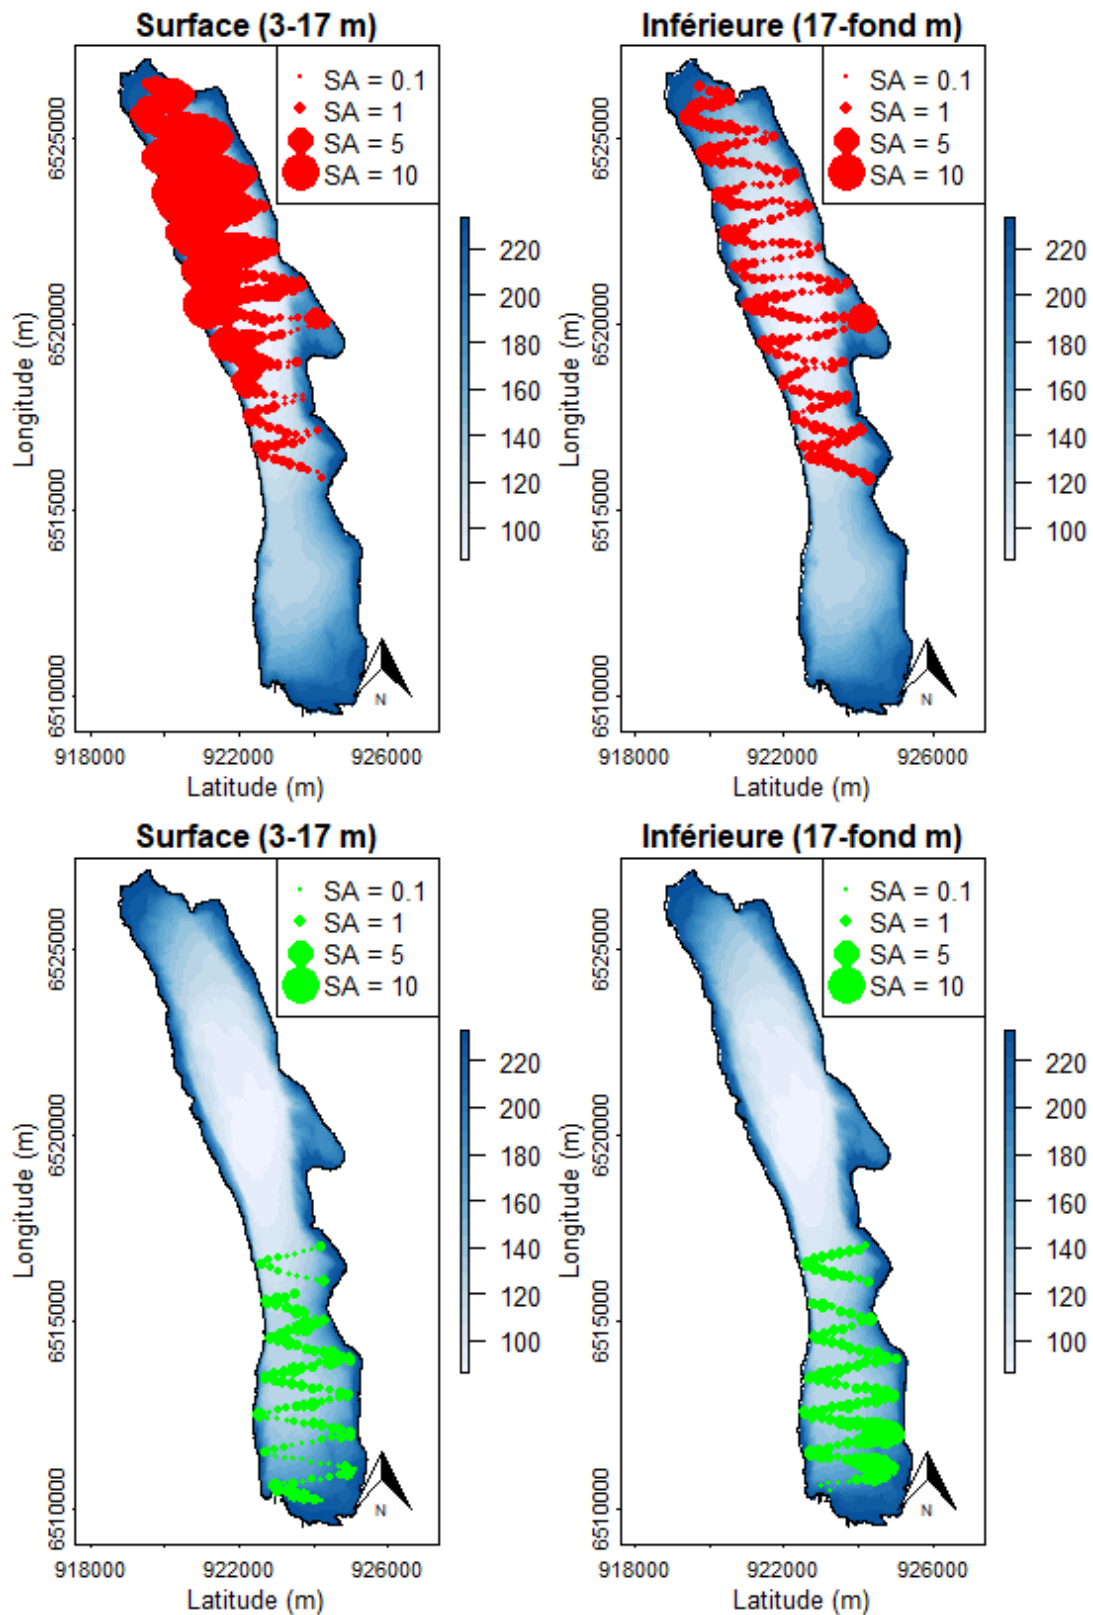 Surface (3-17 m)
SA = 0.1
SA = 1
SA = 5
SA = 10
220
200
180
160
140
120
100
Longitude (m)
6525000
6520000
6515000
6510000
N
918000
922000
926000
Latitude (m)
Inférieure (17-fond m)
SA = 0.1
SA = 1
SA = 5
SA = 10
220
200
180
160
140
120
100
Longitude (m)
6525000
6520000
6515000
6510000
N
918000
922000
926000
Latitude (m)
Surface (3-17 m)
SA = 0.1
SA = 1
SA = 5
SA = 10
220
200
180
160
140
120
100
Longitude (m)
6525000
6520000
6515000
6510000
N
918000
922000
926000
Latitude (m)
Inférieure (17-fond m)
SA = 0.1
SA = 1
SA = 5
SA = 10
220
200
180
160
140
120
100
Longitude (m)
6525000
6520000
6515000
6510000
N
918000
922000
926000
Latitude (m)